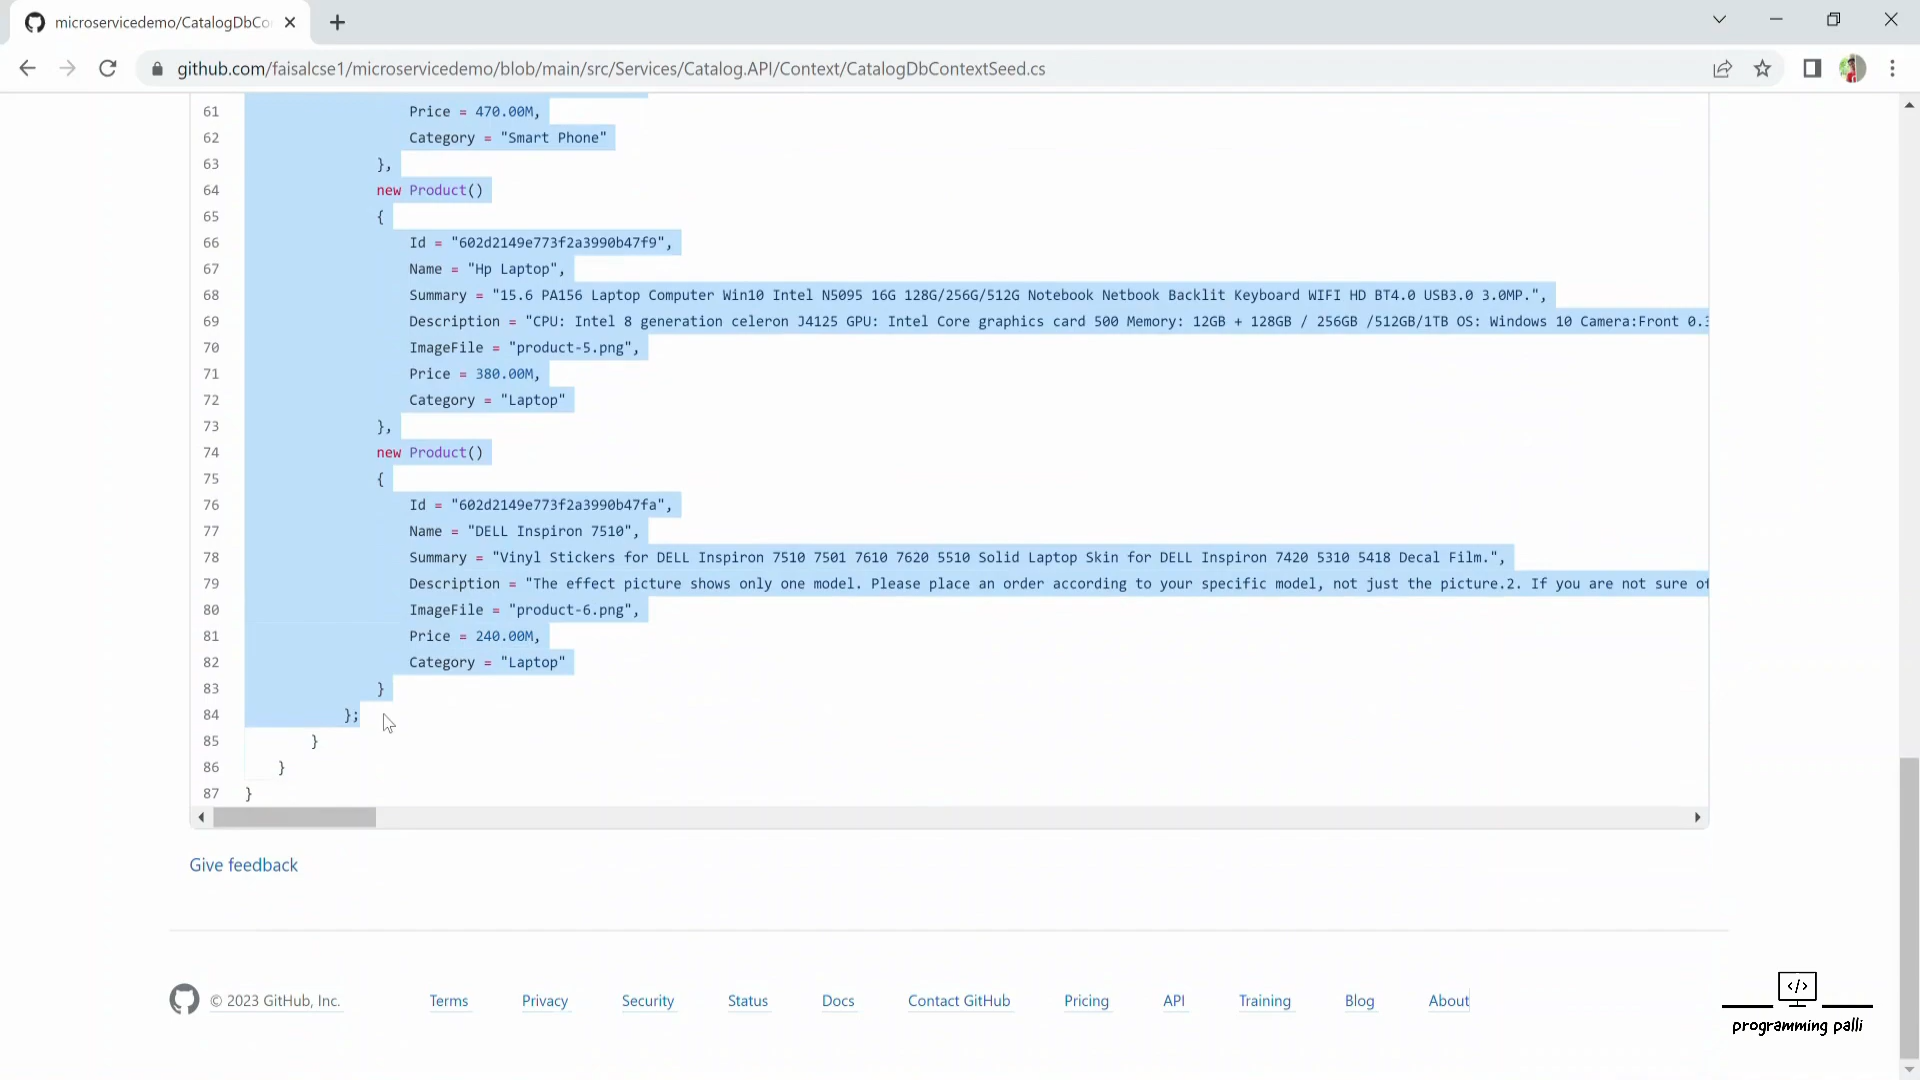 microservicedemo/CatalogDbCo
github.com/faisalcse1/microservicedemo/blob/main/src/Services/Catalog.API/Context/CatalogDbContextSeed.cs
61 Price = 470.00M,
62 Category = "Smart Phone"
63 },
64 new Product()
65 {
66 Id = "602d2149e773f2a3990b47f9",
67 Name = "Hp Laptop",
68 Summary = "15.6 PA156 Laptop Computer Win10 Intel N5095 16G 128G/256G/512G Notebook Netbook Backlit Keyboard WIFI HD BT4.0 USB3.0 3.0MP.",
69 Description = "CPU: Intel 8 generation celeron J4125 GPU: Intel Core graphics card 500 Memory: 12GB + 128GB / 256GB /512GB/1TB OS: Windows 10 Camera:Front 0.3
70 ImageFile = "product-5.png",
71 Price = 380.00M,
72 Category = "Laptop"
73 },
74 new Product()
75 {
76 Id = "602d2149e773f2a3990b47fa",
77 Name = "DELL Inspiron 7510",
78 Summary = "Vinyl Stickers for DELL Inspiron 7510 7501 7610 7620 5510 Solid Laptop Skin for DELL Inspiron 7420 5310 5418 Decal Film.",
79 Description = "The effect picture shows only one model. Please place an order according to your specific model, not just the picture.2. If you are not sure of
80 ImageFile = "product-6.png",
81 Price = 240.00M,
82 Category = "Laptop"
83 }
84 };
85 }
86 }
87 }
Give feedback
© 2023 GitHub, Inc. Terms Privacy Security Status Docs Contact GitHub Pricing API Training Blog About
</>
programming palli